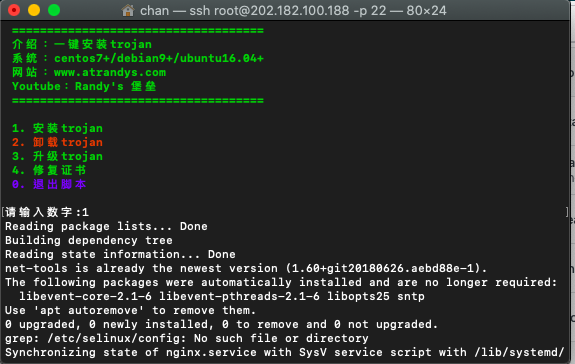 chan — ssh root@202.182.100.188 -p 22 — 80×24
===================================
介绍：一键安装trojan
系统：centos7+/debian9+/ubuntu16.04+
网站：www.atrandys.com
Youtube：Randy's 堡垒
===================================
1. 安装trojan
2. 卸载trojan
3. 升级trojan
4. 修复证书
0. 退出脚本
[请输入数字:1 ]
Reading package lists... Done
Building dependency tree
Reading state information... Done
net-tools is already the newest version (1.60+git20180626.aebd88e-1).
The following packages were automatically installed and are no longer required:
libevent-core-2.1-6 libevent-pthreads-2.1-6 libopts25 sntp
Use 'apt autoremove' to remove them.
0 upgraded, 0 newly installed, 0 to remove and 0 not upgraded.
grep: /etc/selinux/config: No such file or directory
Synchronizing state of nginx.service with SysV service script with /lib/systemd/